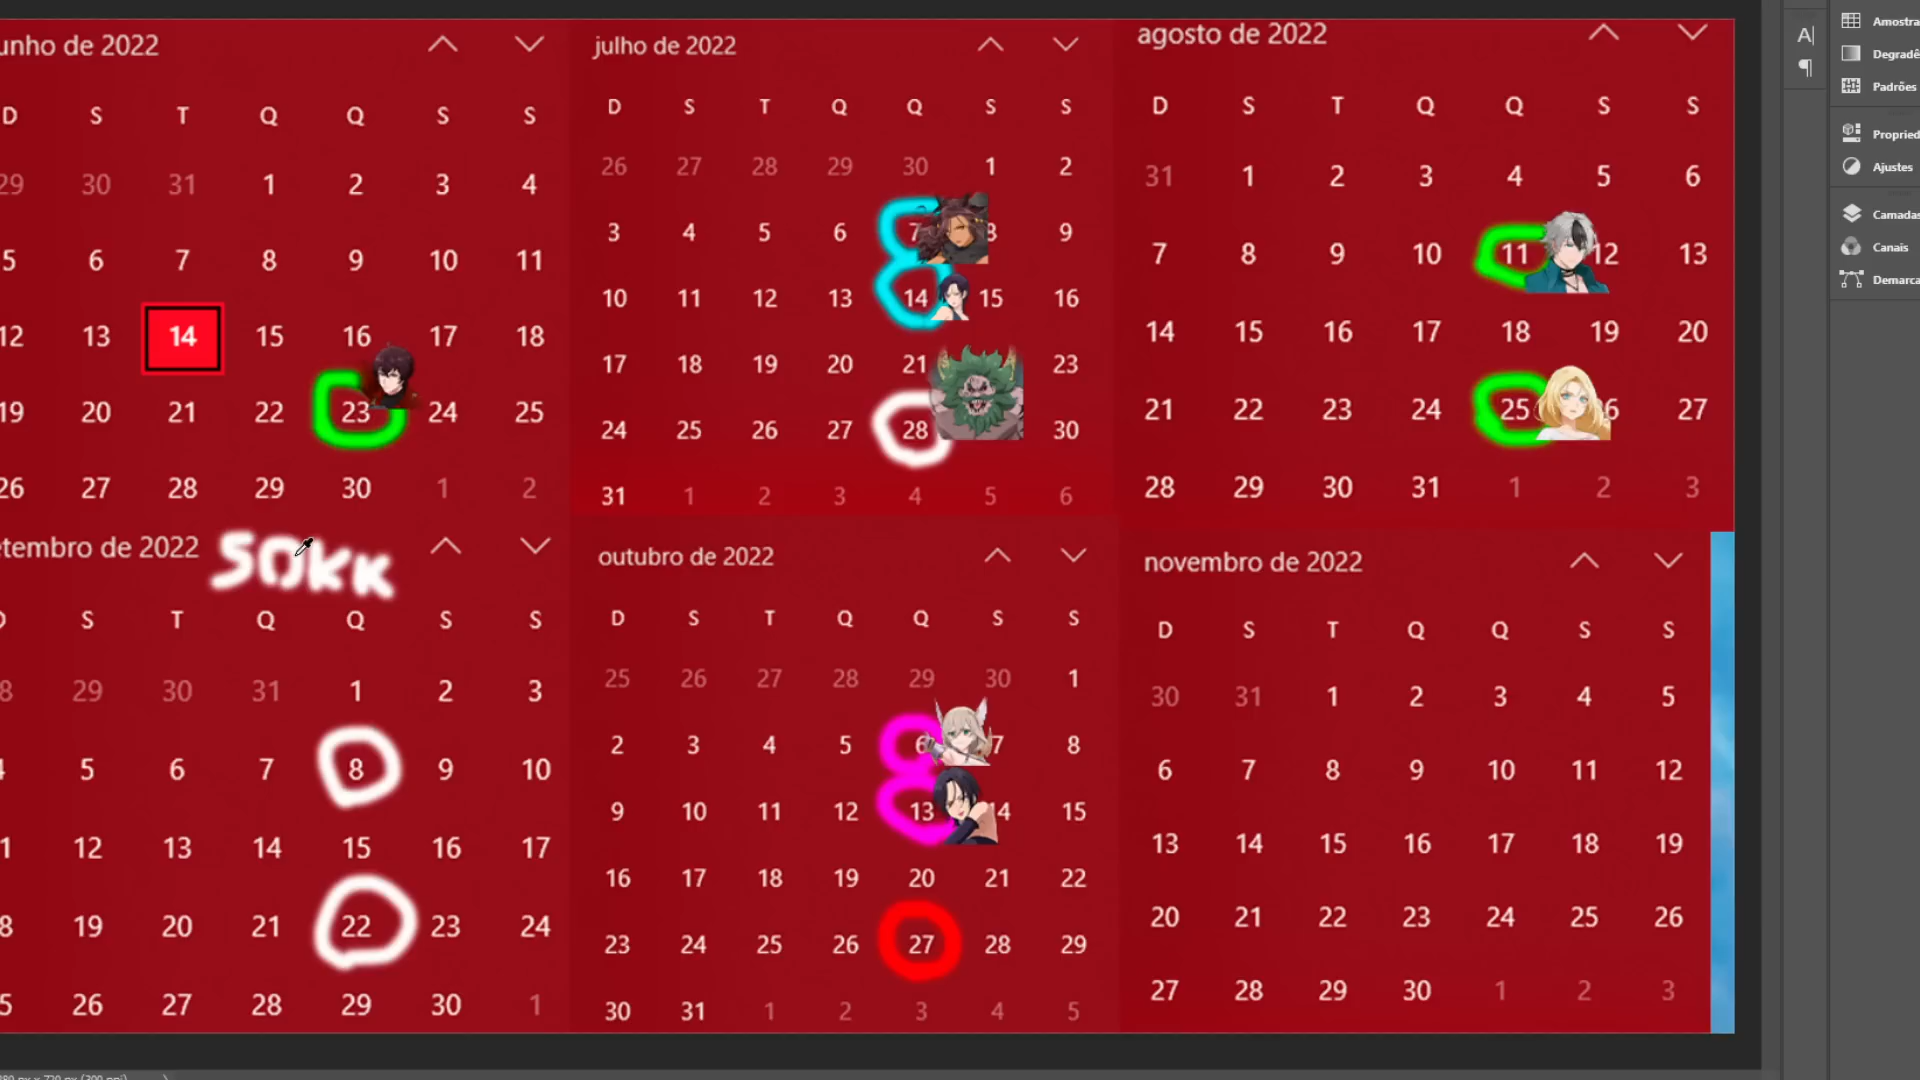 unho de 2022
D S T Q Q S S
29 30 31 1 2 3 4
5 6 7 8 9 10 11
12 13 14 15 16 17 18
19 20 21 22 23 24 25
26 27 28 29 30 1 2
julho de 2022
D S T Q Q S S
26 27 28 29 30 1 2
3 4 5 6 7 8 9
10 11 12 13 14 15 16
17 18 19 20 21 23
24 25 26 27 28 30
31 1 2 3 4 5 6
agosto de 2022
D S T Q Q S S
31 1 2 3 4 5 6
7 8 9 10 11 12 13
14 15 16 17 18 19 20
21 22 23 24 25 6 27
28 29 30 31 1 2 3
etembro de 2022
50KK
D S T Q Q S S
8 29 30 31 1 2 3
4 5 6 7 8 9 10
1 12 13 14 15 16 17
8 19 20 21 22 23 24
5 26 27 28 29 30 1
outubro de 2022
D S T Q Q S S
25 26 27 28 29 30 1
2 3 4 5 6 7 8
9 10 11 12 13 14 15
16 17 18 19 20 21 22
23 24 25 26 27 28 29
30 31 1 2 3 4 5
novembro de 2022
D S T Q Q S S
30 31 1 2 3 4 5
6 7 8 9 10 11 12
13 14 15 16 17 18 19
20 21 22 23 24 25 26
27 28 29 30 1 2 3
A|
¶
Amostra
Degradê
Padrões
Propried
Ajustes
Camadas
Canais
Demarca